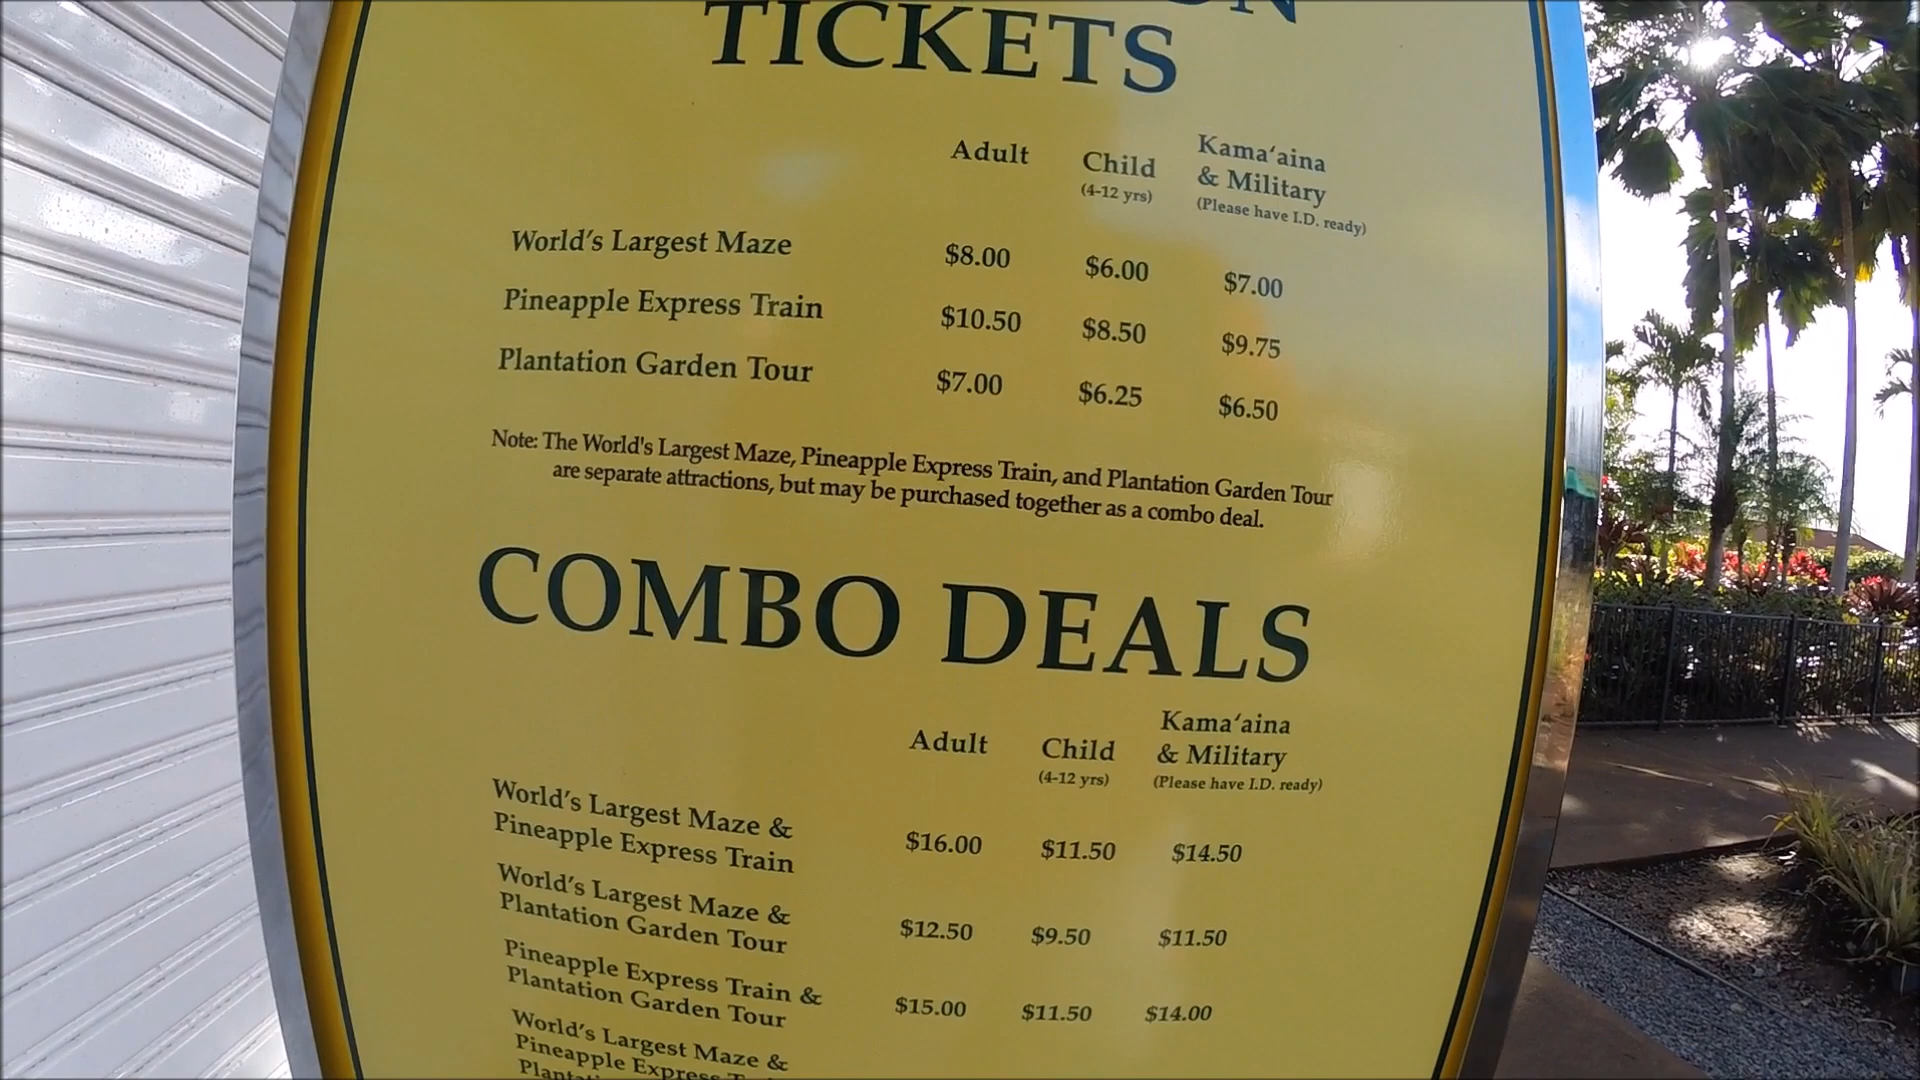 TICKETS
Adult Child Kamaʻaina
(4-12 yrs) & Military
(Please have I.D. ready)
World's Largest Maze $8.00 $6.00 $7.00
Pineapple Express Train $10.50 $8.50 $9.75
Plantation Garden Tour $7.00 $6.25 $6.50
Note: The World's Largest Maze, Pineapple Express Train, and Plantation Garden Tour
are separate attractions, but may be purchased together as a combo deal.
COMBO DEALS
Adult Child Kamaʻaina
(4-12 yrs) & Military
(Please have I.D. ready)
World's Largest Maze &
Pineapple Express Train $16.00 $11.50 $14.50
World's Largest Maze &
Plantation Garden Tour $12.50 $9.50 $11.50
Pineapple Express Train &
Plantation Garden Tour $15.00 $11.50 $14.00
World's Largest Maze &
Pineapple Express